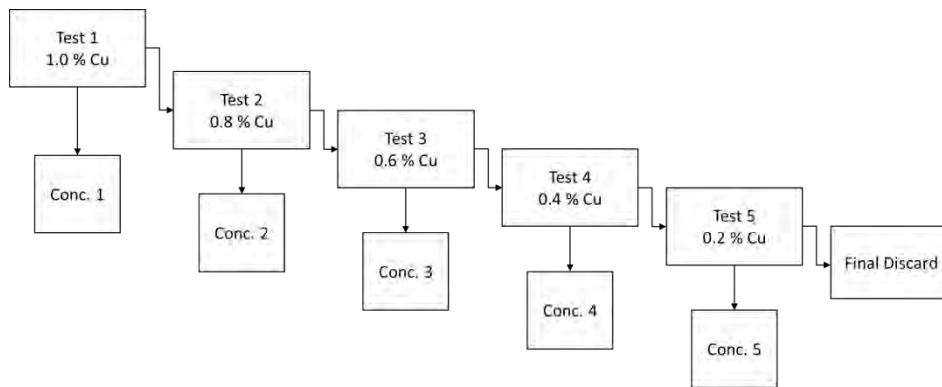 Test 1
1.0 % Cu
Test 2
0.8 % Cu
Test 3
0.6 % Cu
Test 4
0.4 % Cu
Test 5
0.2 % Cu
Final Discard
Conc. 1
Conc. 2
Conc. 3
Conc. 4
Conc. 5